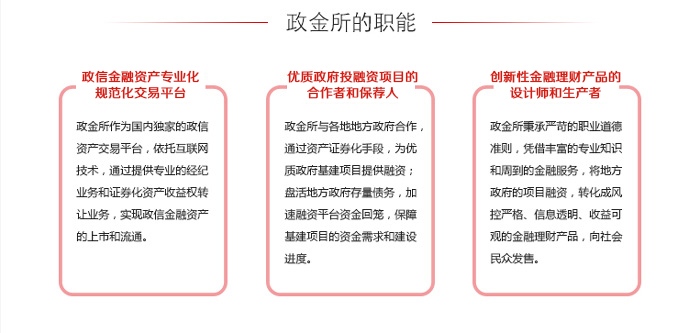 政金所的职能
政信金融资产专业化
规范化交易平台
政金所作为国内独家的政信
资产交易平台，依托互联网
技术，通过提供专业的经纪
业务和证券化资产收益权转
让业务，实现政信金融资产
的上市和流通。
优质政府投融资项目的
合作者和保荐人
政金所与各地地方政府合作，
通过资产证券化手段，为优
质政府基建项目提供融资；
盘活地方政府存量债务，加
速融资平台资金回笼，保障
基建项目的资金需求和建设
进度。
创新性金融理财产品的
设计师和生产者
政金所秉承严苛的职业道德
准则，凭借丰富的专业知识
和周到的金融服务，将地方
政府的项目融资，转化成风
控严格、信息透明、收益可
观的金融理财产品，向社会
民众发售。